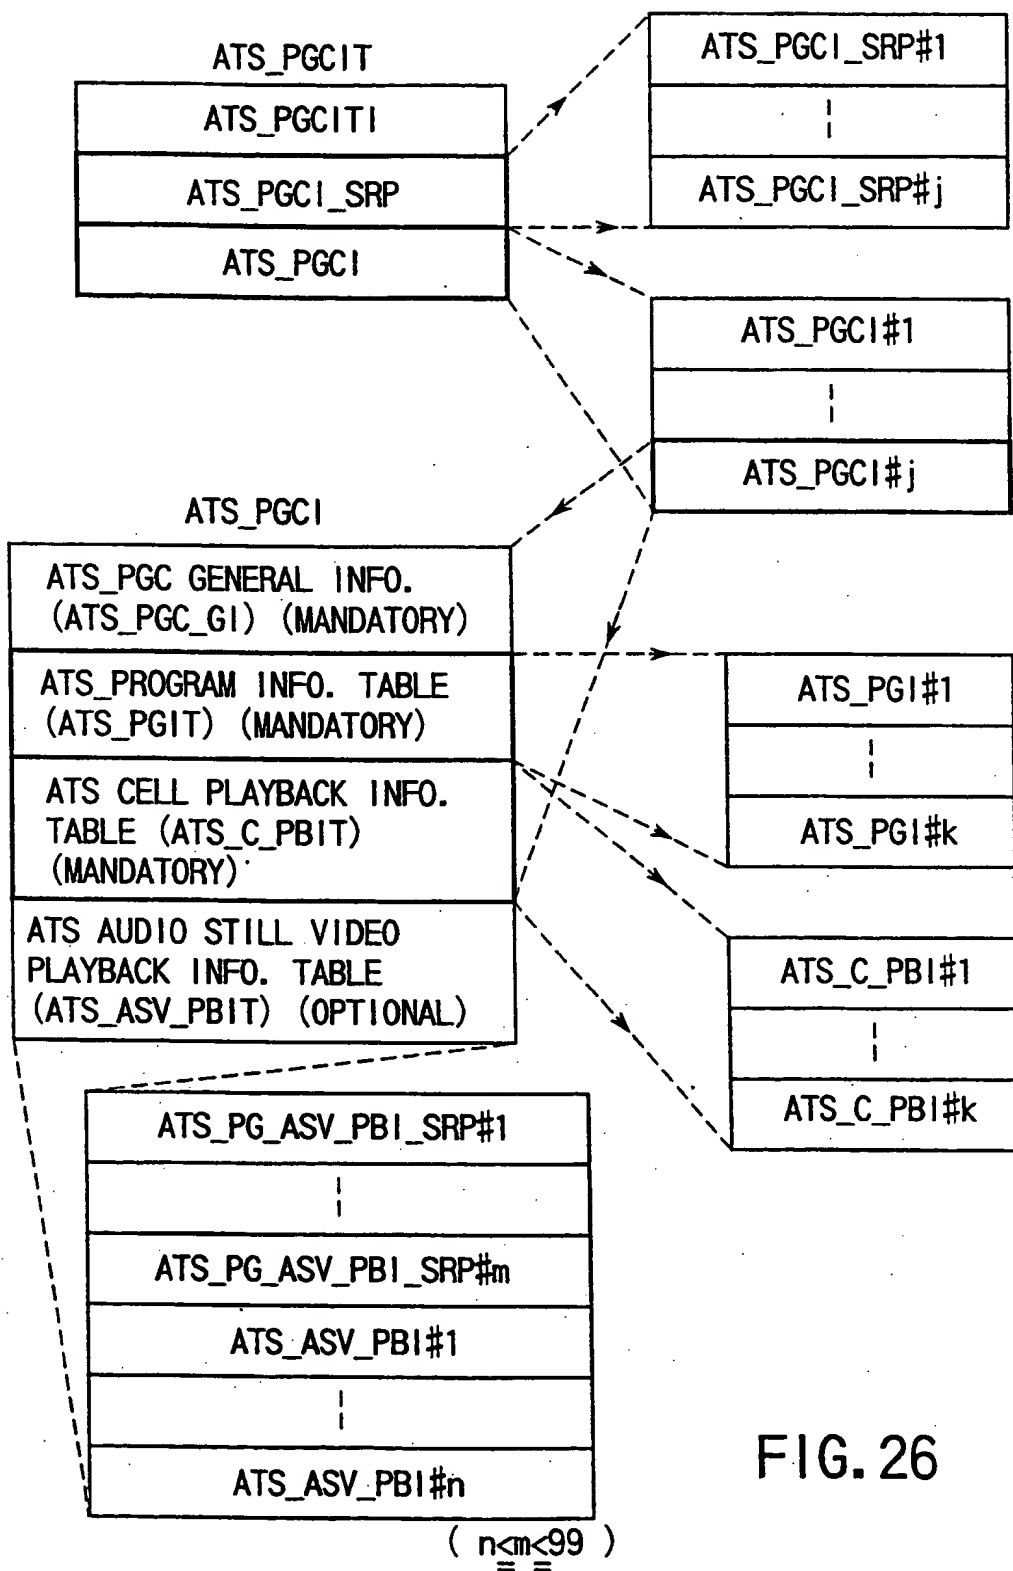 ATS_PGCIT
ATS_PGCITI
ATS_PGCI_SRP
ATS_PGCI
ATS_PGCI_SRP#1
ATS_PGCI_SRP#j
ATS_PGCI#1
ATS_PGCI#j
ATS_PGCI
ATS_PGC GENERAL INFO.
(ATS_PGC_GI) (MANDATORY)
ATS_PROGRAM INFO. TABLE
(ATS_PGIT) (MANDATORY)
ATS CELL PLAYBACK INFO.
TABLE (ATS_C_PBIT)
(MANDATORY)
ATS AUDIO STILL VIDEO
PLAYBACK INFO. TABLE
(ATS_ASV_PBIT) (OPTIONAL)
ATS_PGI#1
ATS_PGI#k
ATS_C_PBI#1
ATS_C_PBI#k
ATS_PG_ASV_PBI_SRP#1
ATS_PG_ASV_PBI_SRP#m
ATS_ASV_PBI#1
ATS_ASV_PBI#n
( n≦m≦99 )
FIG. 26